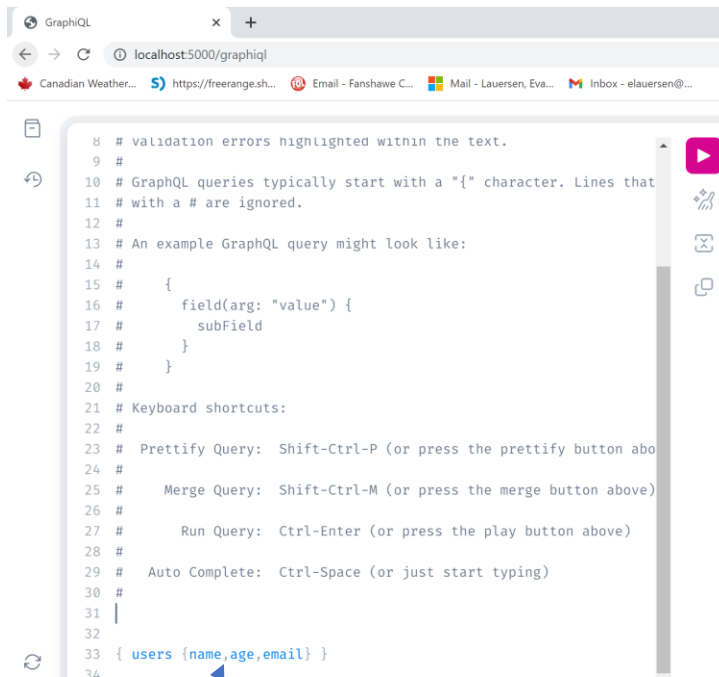 GraphiQL
localhost:5000/graphiql
Canadian Weather... https://freerange.sh... Email - Fanshawe C... Mail - Lauersen, Eva... Inbox - elauersen@...
8 # validation errors highlighted within the text.
9 #
10 # GraphQL queries typically start with a "{" character. Lines that
11 # with a # are ignored.
12 #
13 # An example GraphQL query might look like:
14 #
15 # {
16 # field(arg: "value") {
17 # subField
18 # }
19 # }
20 #
21 # Keyboard shortcuts:
22 #
23 # Prettify Query: Shift-Ctrl-P (or press the prettify button abo
24 #
25 # Merge Query: Shift-Ctrl-M (or press the merge button above)
26 #
27 # Run Query: Ctrl-Enter (or press the play button above)
28 #
29 # Auto Complete: Ctrl-Space (or just start typing)
30 #
31
32
33 { users {name,age,email} }
34